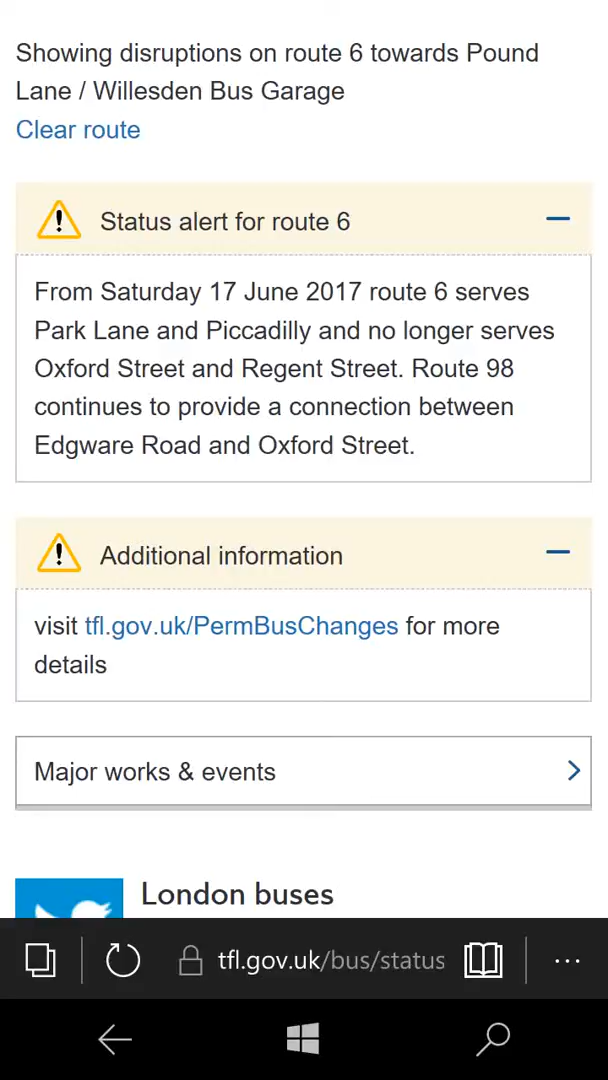 Showing disruptions on route 6 towards Pound
Lane / Willesden Bus Garage
Clear route
Status alert for route 6
From Saturday 17 June 2017 route 6 serves
Park Lane and Piccadilly and no longer serves
Oxford Street and Regent Street. Route 98
continues to provide a connection between
Edgware Road and Oxford Street.
Additional information
visit tfl.gov.uk/PermBusChanges for more
details
Major works & events
London buses
tfl.gov.uk/bus/status